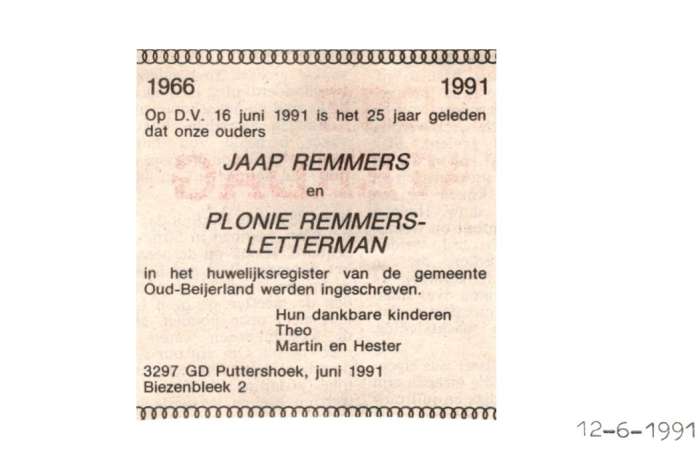 1966 1991
Op D.V. 16 juni 1991 is het 25 jaar geleden
dat onze ouders
JAAP REMMERS
en
PLONIE REMMERS-
LETTERMAN
in het huwelijksregister van de gemeente
Oud-Beijerland werden ingeschreven.
Hun dankbare kinderen
Theo
Martin en Hester
3297 GD Puttershoek, juni 1991
Biezenbleek 2
12-6-1991